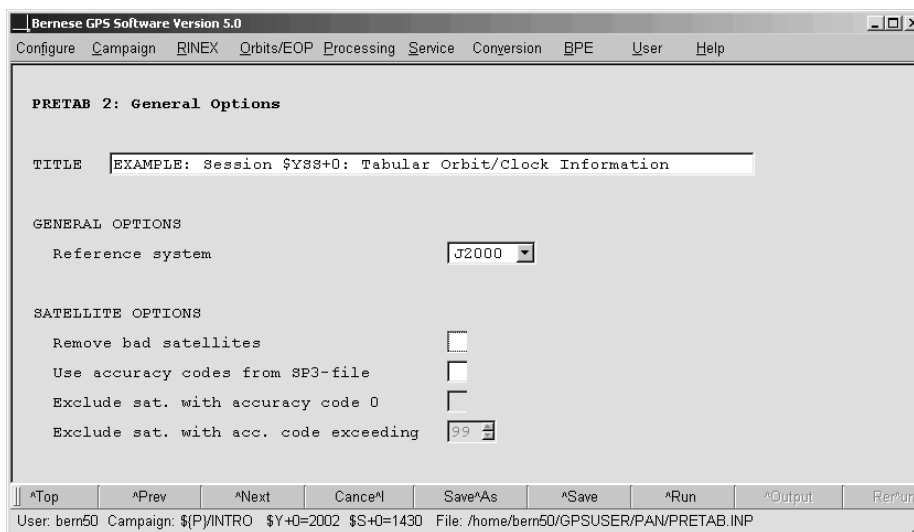 Bernese GPS Software Version 5.0
Configure Campaign RINEX Orbits/EOP Processing Service Conversion BPE User Help
PRETAB 2: General Options
TITLE EXAMPLE: Session $YSS+0: Tabular Orbit/Clock Information
GENERAL OPTIONS
Reference system J2000
SATELLITE OPTIONS
Remove bad satellites
Use accuracy codes from SP3-file
Exclude sat. with accuracy code 0
Exclude sat. with acc. code exceeding 99
^Top ^Prev ^Next Cance^l Save^As ^Save ^Run ^Output Rer^un
User: bern50 Campaign: ${P}/INTRO $Y+0=2002 $S+0=1430 File: /home/bern50/GPSUSER/PAN/PRETAB.INP